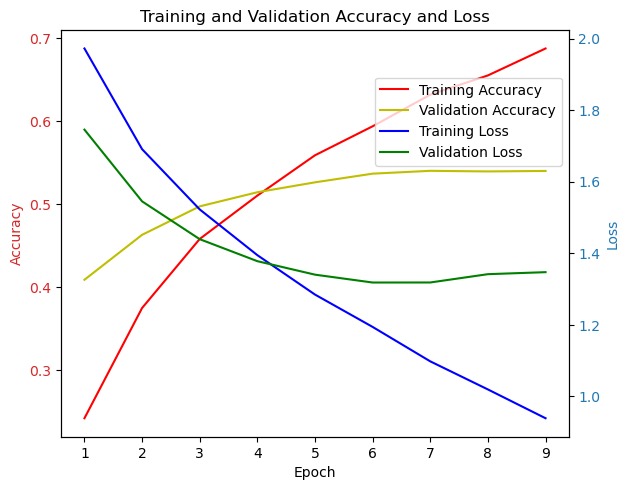 Training and Validation Accuracy and Loss
0.7
0.6
0.5
0.4
0.3
Accuracy
2.0
1.8
1.6
1.4
1.2
1.0
Loss
Training Accuracy
Validation Accuracy
Training Loss
Validation Loss
1 2 3 4 5 6 7 8 9
Epoch